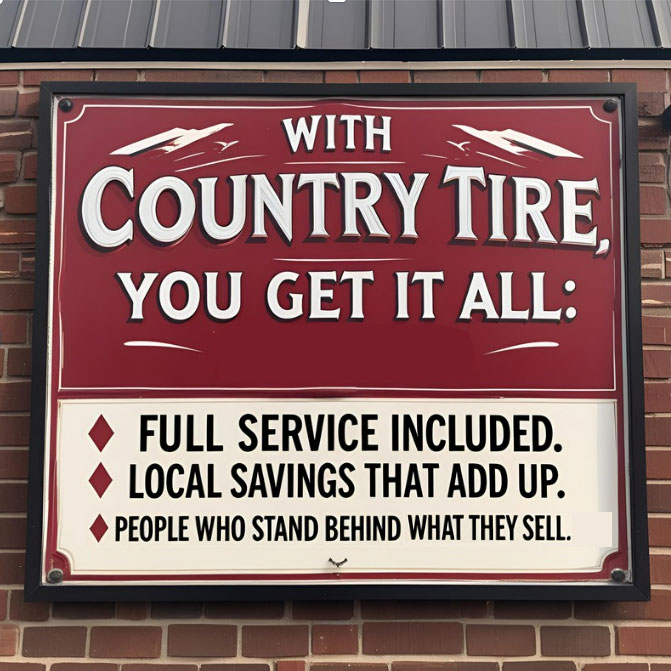 WITH
COUNTRY TIRE,
YOU GET IT ALL:
FULL SERVICE INCLUDED.
LOCAL SAVINGS THAT ADD UP.
PEOPLE WHO STAND BEHIND WHAT THEY SELL.